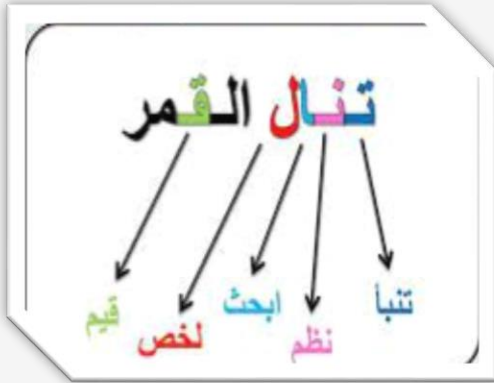 تنال القمر
تنبأ
نظم
ابحث
لخص
قيم